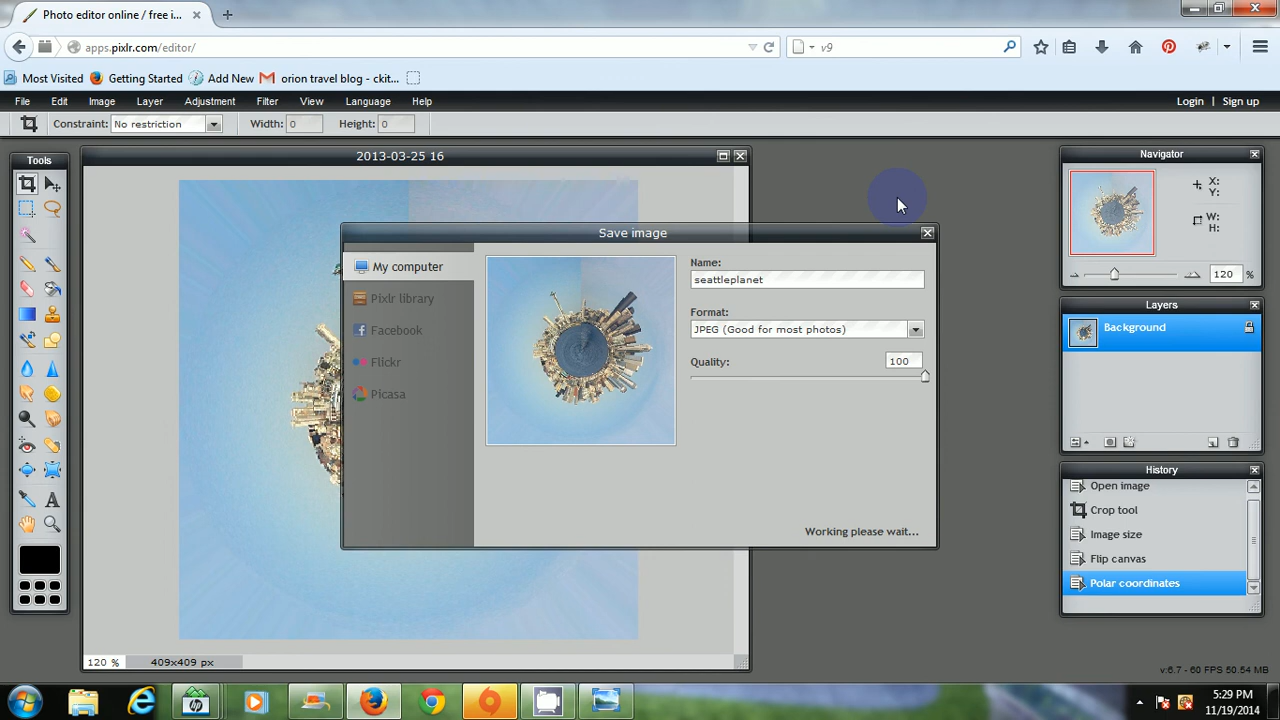 Photo editor online / free i...
apps.pixlr.com/editor/
v9
Most Visited
Getting Started
Add New
orion travel blog - ckit...
File
Edit
Image
Layer
Adjustment
Filter
View
Language
Help
Login | Sign up
Constraint: No restriction
Width: 0
Height: 0
Tools
2013-03-25 16
120 %
409x409 px
Save image
My computer
Pixlr library
Facebook
Flickr
Picasa
Name:
seattleplanet
Format:
JPEG (Good for most photos)
Quality:
100
Working please wait...
Navigator
X:
Y:
W:
H:
120 %
Layers
Background
History
Open image
Crop tool
Image size
Flip canvas
Polar coordinates
v:6.7 - 60 FPS 50.54 MB
5:29 PM
11/19/2014